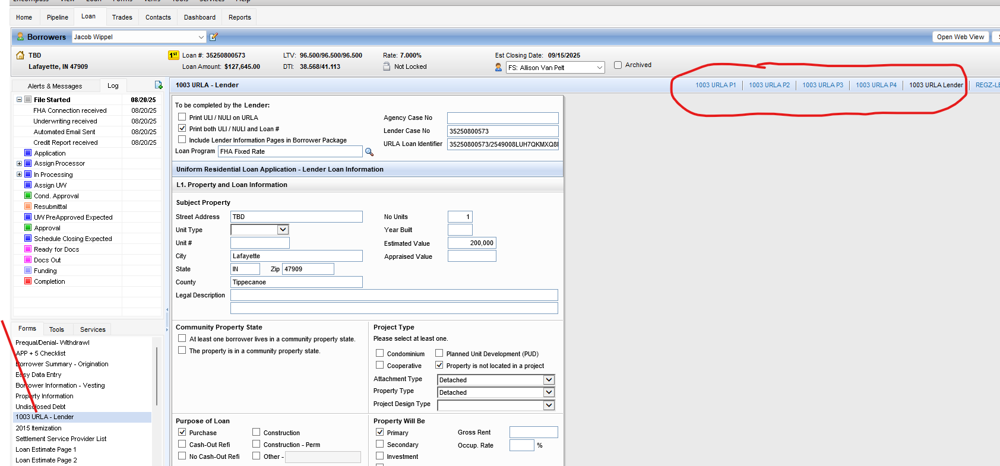 Encompass View Loan Forms Verifs Tools Services Help
Home Pipeline Loan Trades Contacts Dashboard Reports
Borrowers Jacob Wippel Open Web View
TBD 1st Loan #: 35250800573 LTV: 96.500/96.500/96.500 Rate: 7.000% Est Closing Date: 09/15/2025
Lafayette, IN 47909 Loan Amount: $127,645.00 DTI: 38.568/41.113 Not Locked FS: Allison Van Pelt Archived
Alerts & Messages Log
1003 URLA - Lender 1003 URLA P1 1003 URLA P2 1003 URLA P3 1003 URLA P4 1003 URLA Lender REGZ-LE
File Started 08/20/25
FHA Connection received 08/20/25
Underwriting received 08/20/25
Automated Email Sent 08/20/25
Credit Report received 08/20/25
Application
Assign Processor
In Processing
Assign UW
Cond. Approval
Resubmittal
UW PreApproved Expected
Approval
Schedule Closing Expected
Ready for Docs
Docs Out
Funding
Completion
Forms Tools Services
Prequal/Denial- Withdrawl
APP + 5 Checklist
Borrower Summary - Origination
Easy Data Entry
Borrower Information - Vesting
Property Information
Undisclosed Debt
1003 URLA - Lender
2015 Itemization
Settlement Service Provider List
Loan Estimate Page 1
Loan Estimate Page 2
To be completed by the Lender:
Print ULI / NULI on URLA Agency Case No
Print both ULI / NULI and Loan # Lender Case No 35250800573
Include Lender Information Pages in Borrower Package URLA Loan Identifier 35250800573/2549008LUH7QKMXQ8
Loan Program FHA Fixed Rate
Uniform Residential Loan Application - Lender Loan Information
L1. Property and Loan Information
Subject Property
Street Address TBD No Units 1
Unit Type Year Built
Unit # Estimated Value 200,000
City Lafayette Appraised Value
State IN Zip 47909
County Tippecanoe
Legal Description
Community Property State
At least one borrower lives in a community property state.
The property is in a community property state.
Project Type
Please select at least one.
Condominium Planned Unit Development (PUD)
Cooperative Property is not located in a project
Attachment Type Detached
Property Type Detached
Project Design Type
Purpose of Loan
Purchase Construction
Cash-Out Refi Construction - Perm
No Cash-Out Refi Other -
Property Will Be
Primary Gross Rent
Secondary Occup. Rate %
Investment